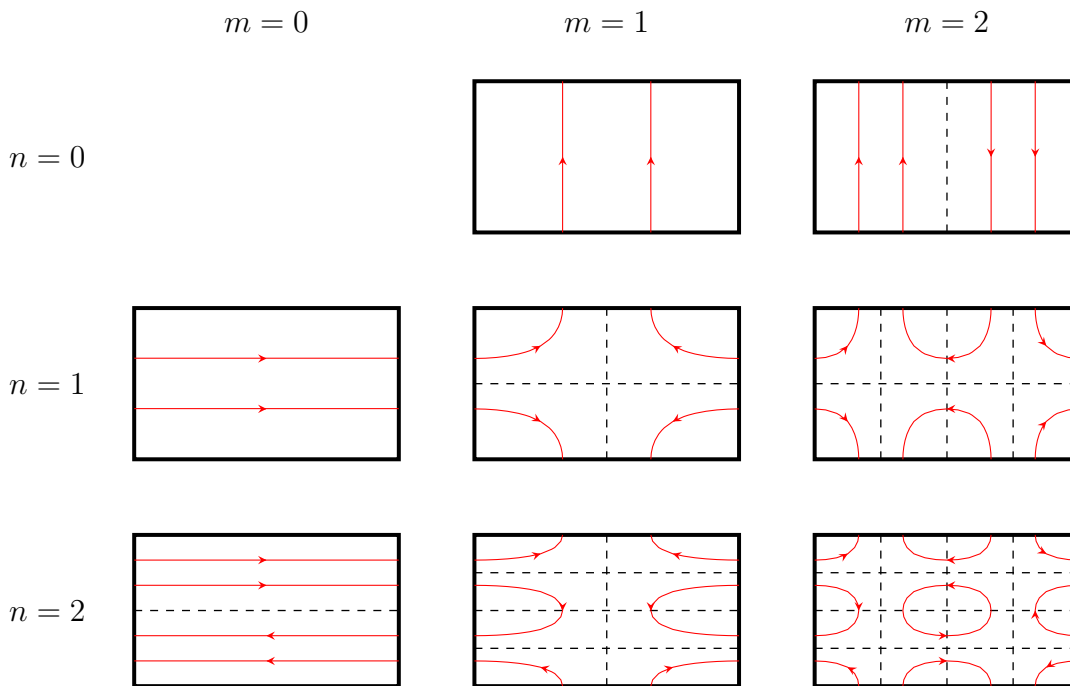 m = 0 m = 1 m = 2
n = 0
n = 1
n = 2